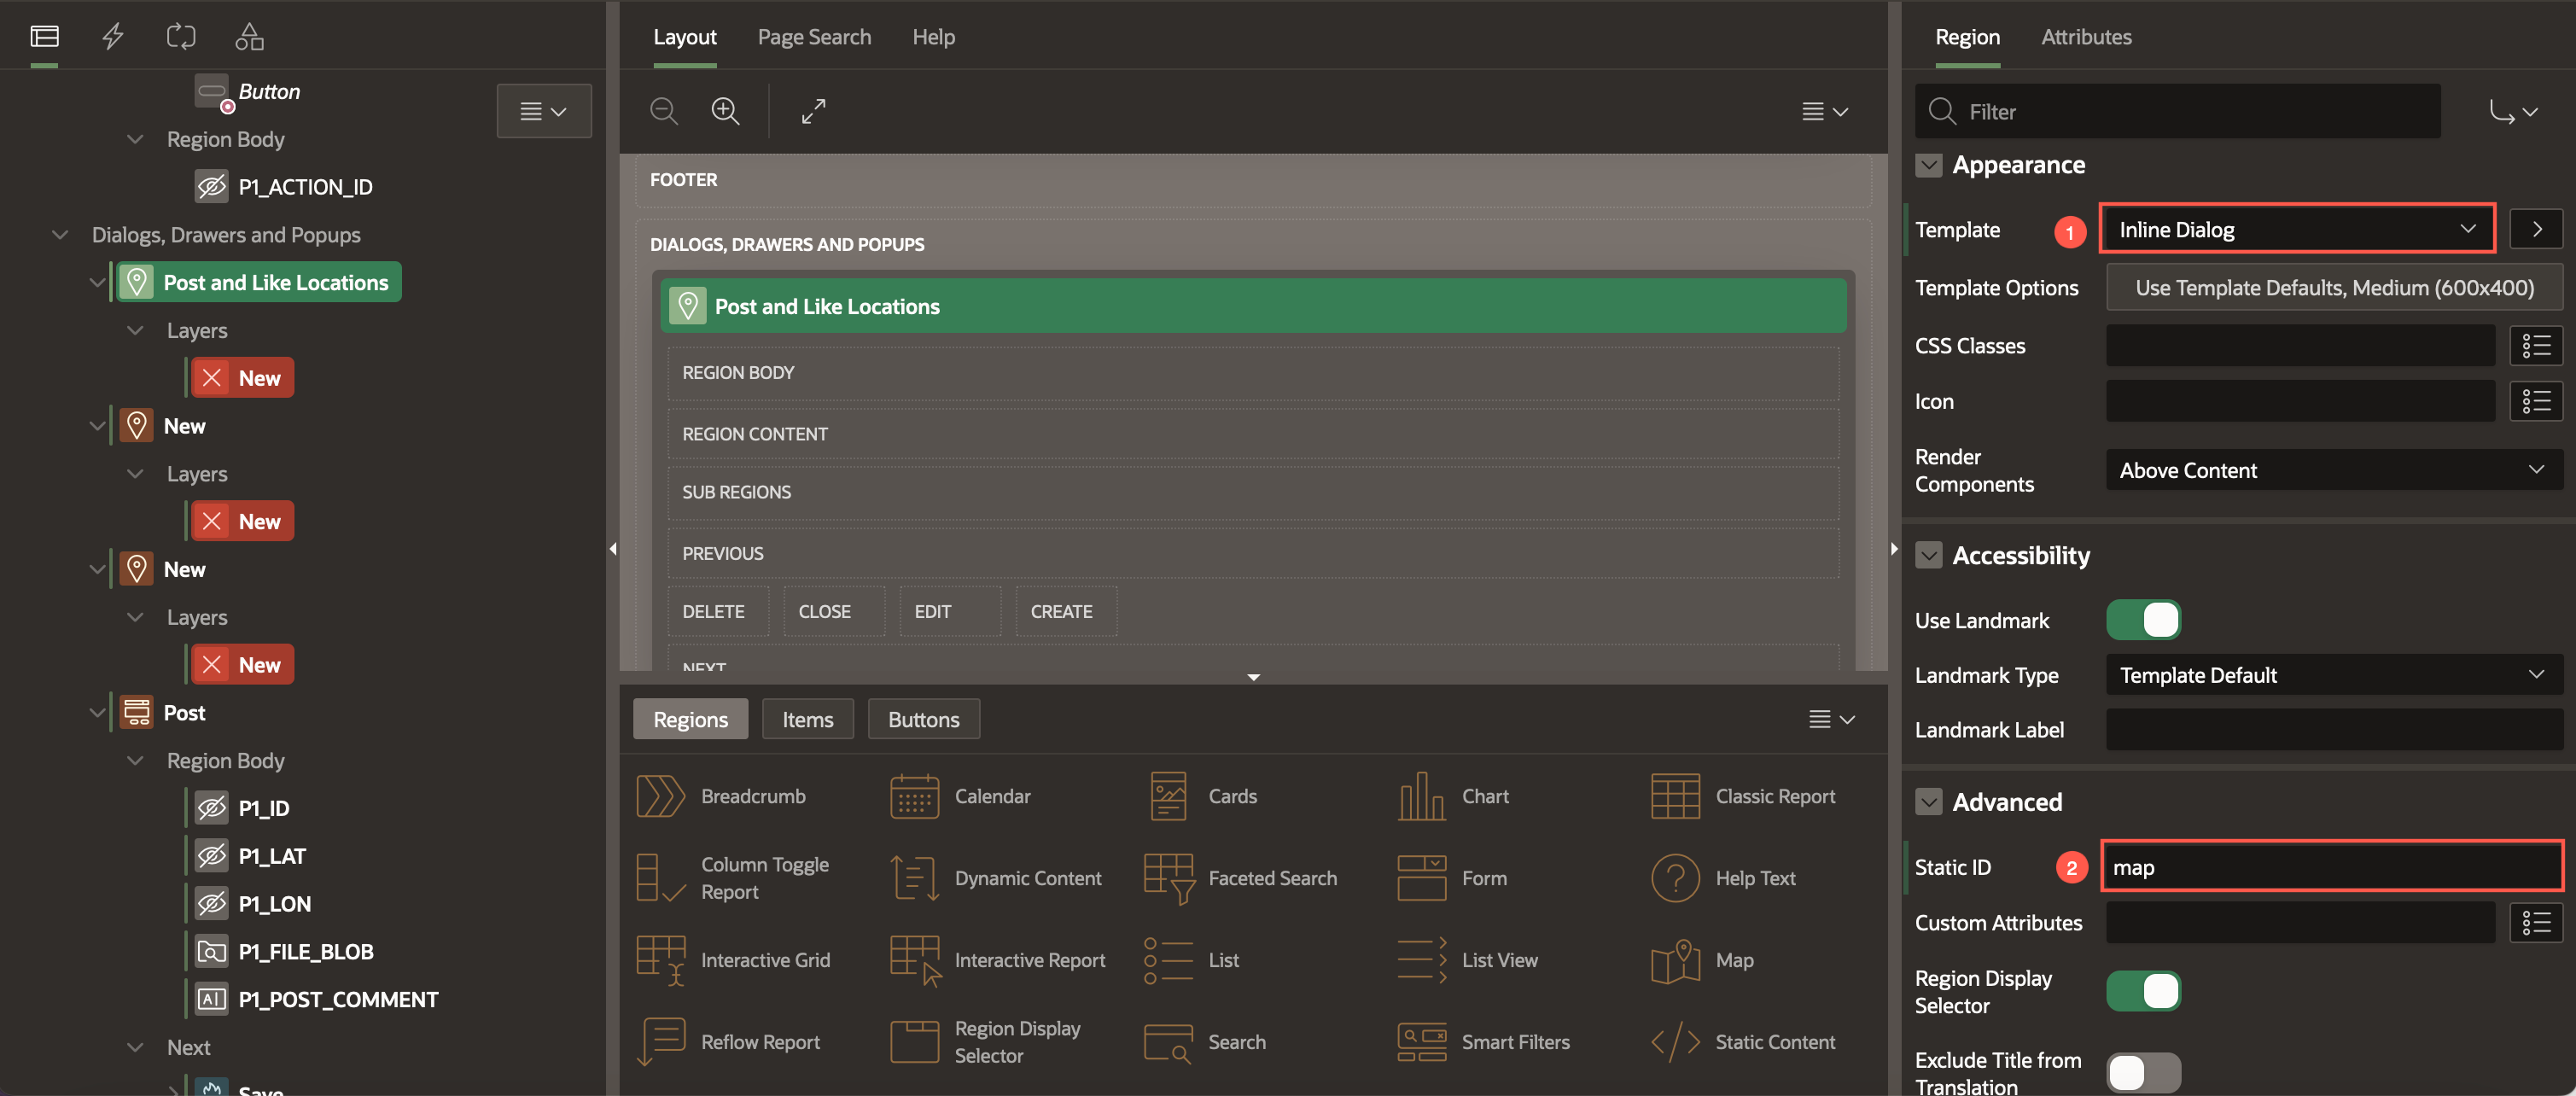 Button
Region Body
P1_ACTION_ID
Dialogs, Drawers and Popups
Post and Like Locations
Layers
New
New
Layers
New
New
Layers
New
Post
Region Body
P1_ID
P1_LAT
P1_LON
P1_FILE_BLOB
P1_POST_COMMENT
Next
Save
Layout Page Search Help
FOOTER
DIALOGS, DRAWERS AND POPUPS
Post and Like Locations
REGION BODY
REGION CONTENT
SUB REGIONS
PREVIOUS
DELETE CLOSE EDIT CREATE
NEXT
Regions Items Buttons
Breadcrumb Calendar Cards Chart Classic Report
Column Toggle
Report
Dynamic Content Faceted Search Form Help Text
Interactive Grid Interactive Report List List View Map
Reflow Report
Region Display
Selector
Search Smart Filters Static Content
Region Attributes
Filter
Appearance
Template 1 Inline Dialog
Template Options Use Template Defaults, Medium (600x400)
CSS Classes
Icon
Render
Components
Above Content
Accessibility
Use Landmark
Landmark Type Template Default
Landmark Label
Advanced
Static ID 2 map
Custom Attributes
Region Display
Selector
Exclude Title from
Translation